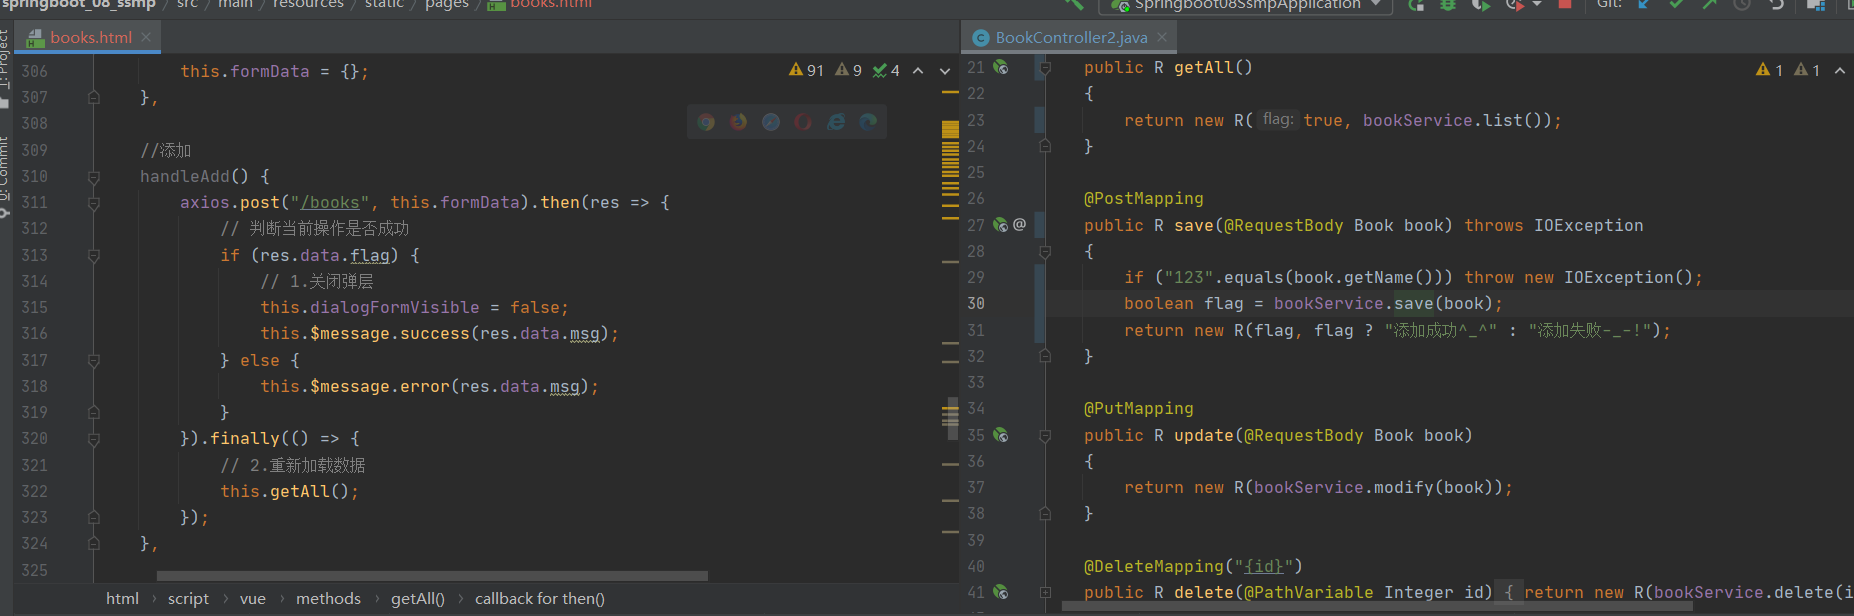 springboot_08_ssmp › src › main › resources › static › pages › books.html
Springboot08SsmpApplication
Git:
books.html
BookController2.java
Project
Commit
91 9 4
306 this.formData = {};
307 },
308
309 //添加
310 handleAdd() {
311 axios.post("/books", this.formData).then(res => {
312 // 判断当前操作是否成功
313 if (res.data.flag) {
314 // 1.关闭弹层
315 this.dialogFormVisible = false;
316 this.$message.success(res.data.msg);
317 } else {
318 this.$message.error(res.data.msg);
319 }
320 }).finally(() => {
321 // 2.重新加载数据
322 this.getAll();
323 });
324 },
325
html › script › vue › methods › getAll() › callback for then()
1 1
21 public R getAll()
22 {
23 return new R( flag: true, bookService.list());
24 }
25
26 @PostMapping
27 @ public R save(@RequestBody Book book) throws IOException
28 {
29 if ("123".equals(book.getName())) throw new IOException();
30 boolean flag = bookService.save(book);
31 return new R(flag, flag ? "添加成功^_^" : "添加失败-_-!");
32 }
33
34 @PutMapping
35 public R update(@RequestBody Book book)
36 {
37 return new R(bookService.modify(book));
38 }
39
40 @DeleteMapping("{id}")
41 public R delete(@PathVariable Integer id) { return new R(bookService.delete(i